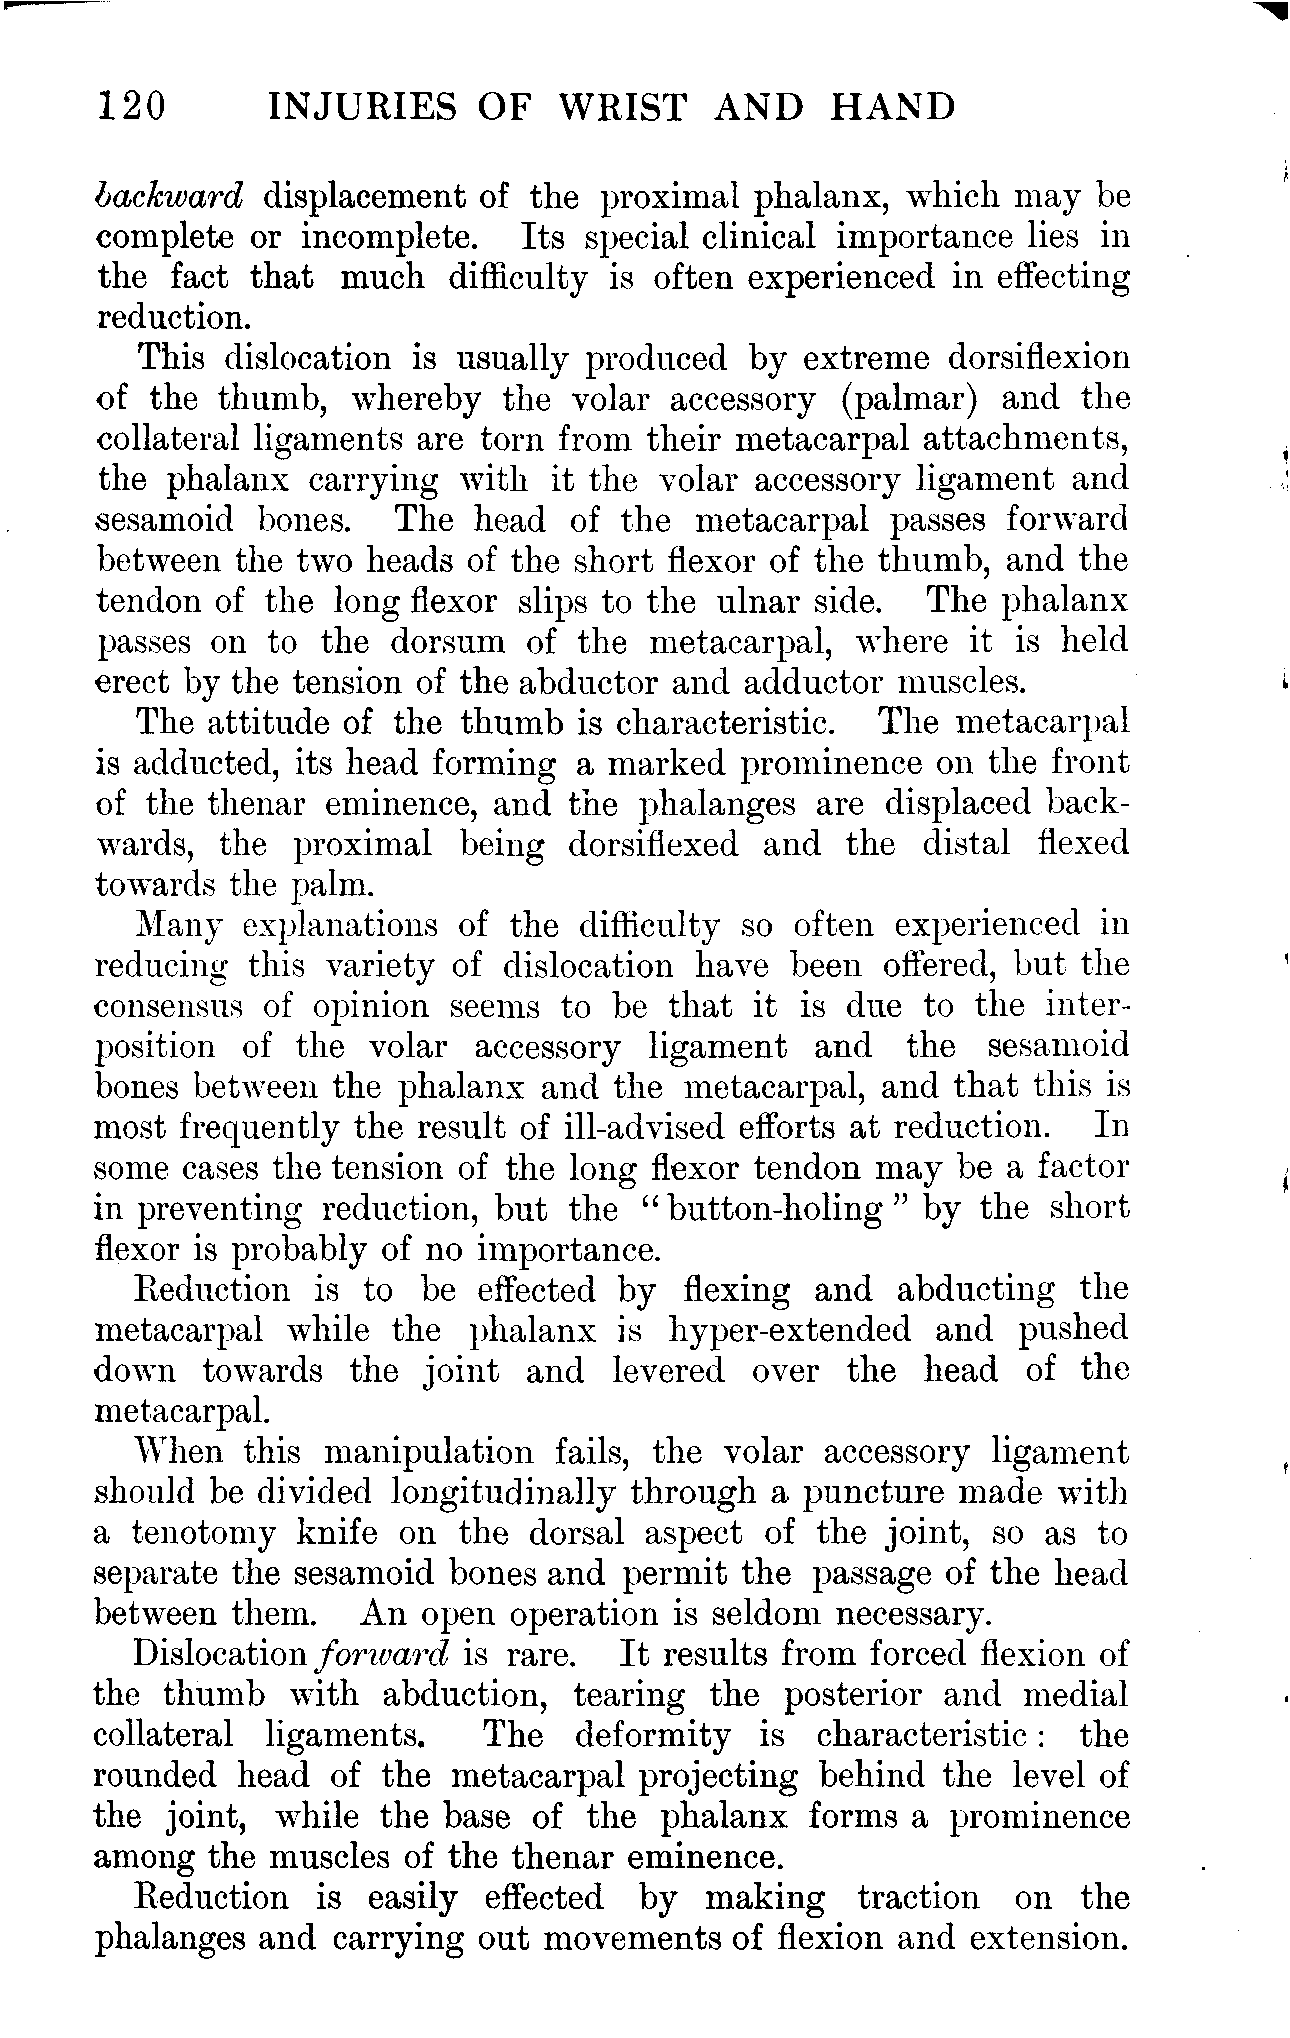 120 INJURIES OF WRIST AND HAND
backward displacement of the proximal phalanx, which may be
complete or incomplete. Its special clinical importance lies in
the fact that much difficulty is often experienced in effecting
reduction.
This dislocation is usually produced by extreme dorsiflexion
of the thumb, whereby the volar accessory (palmar) and the
collateral ligaments are torn from their metacarpal attachments,
the phalanx carrying with it the volar accessory ligament and
sesamoid bones. The head of the metacarpal passes forward
between the two heads of the short flexor of the thumb, and the
tendon of the long flexor slips to the ulnar side. The phalanx
passes on to the dorsum of the metacarpal, where it is held
erect by the tension of the abductor and adductor muscles.
The attitude of the thumb is characteristic. The metacarpal
is adducted, its head forming a marked prominence on the front
of the thenar eminence, and the phalanges are displaced back-
wards, the proximal being dorsiflexed and the distal flexed
towards the palm.
Many explanations of the difficulty so often experienced in
reducing this variety of dislocation have been offered, but the
consensus of opinion seems to be that it is due to the inter-
position of the volar accessory ligament and the sesamoid
bones between the phalanx and the metacarpal, and that this is
most frequently the result of ill-advised efforts at reduction. In
some cases the tension of the long flexor tendon may be a factor
in preventing reduction, but the “button-holing” by the short
flexor is probably of no importance.
Reduction is to be effected by flexing and abducting the
metacarpal while the phalanx is hyper-extended and pushed
down towards the joint and levered over the head of the
metacarpal.
When this manipulation fails, the volar accessory ligament
should be divided longitudinally through a puncture made with
a tenotomy knife on the dorsal aspect of the joint, so as to
separate the sesamoid bones and permit the passage of the head
between them. An open operation is seldom necessary.
Dislocation forward is rare. It results from forced flexion of
the thumb with abduction, tearing the posterior and medial
collateral ligaments. The deformity is characteristic: the
rounded head of the metacarpal projecting behind the level of
the joint, while the base of the phalanx forms a prominence
among the muscles of the thenar eminence.
Reduction is easily effected by making traction on the
phalanges and carrying out movements of flexion and extension.